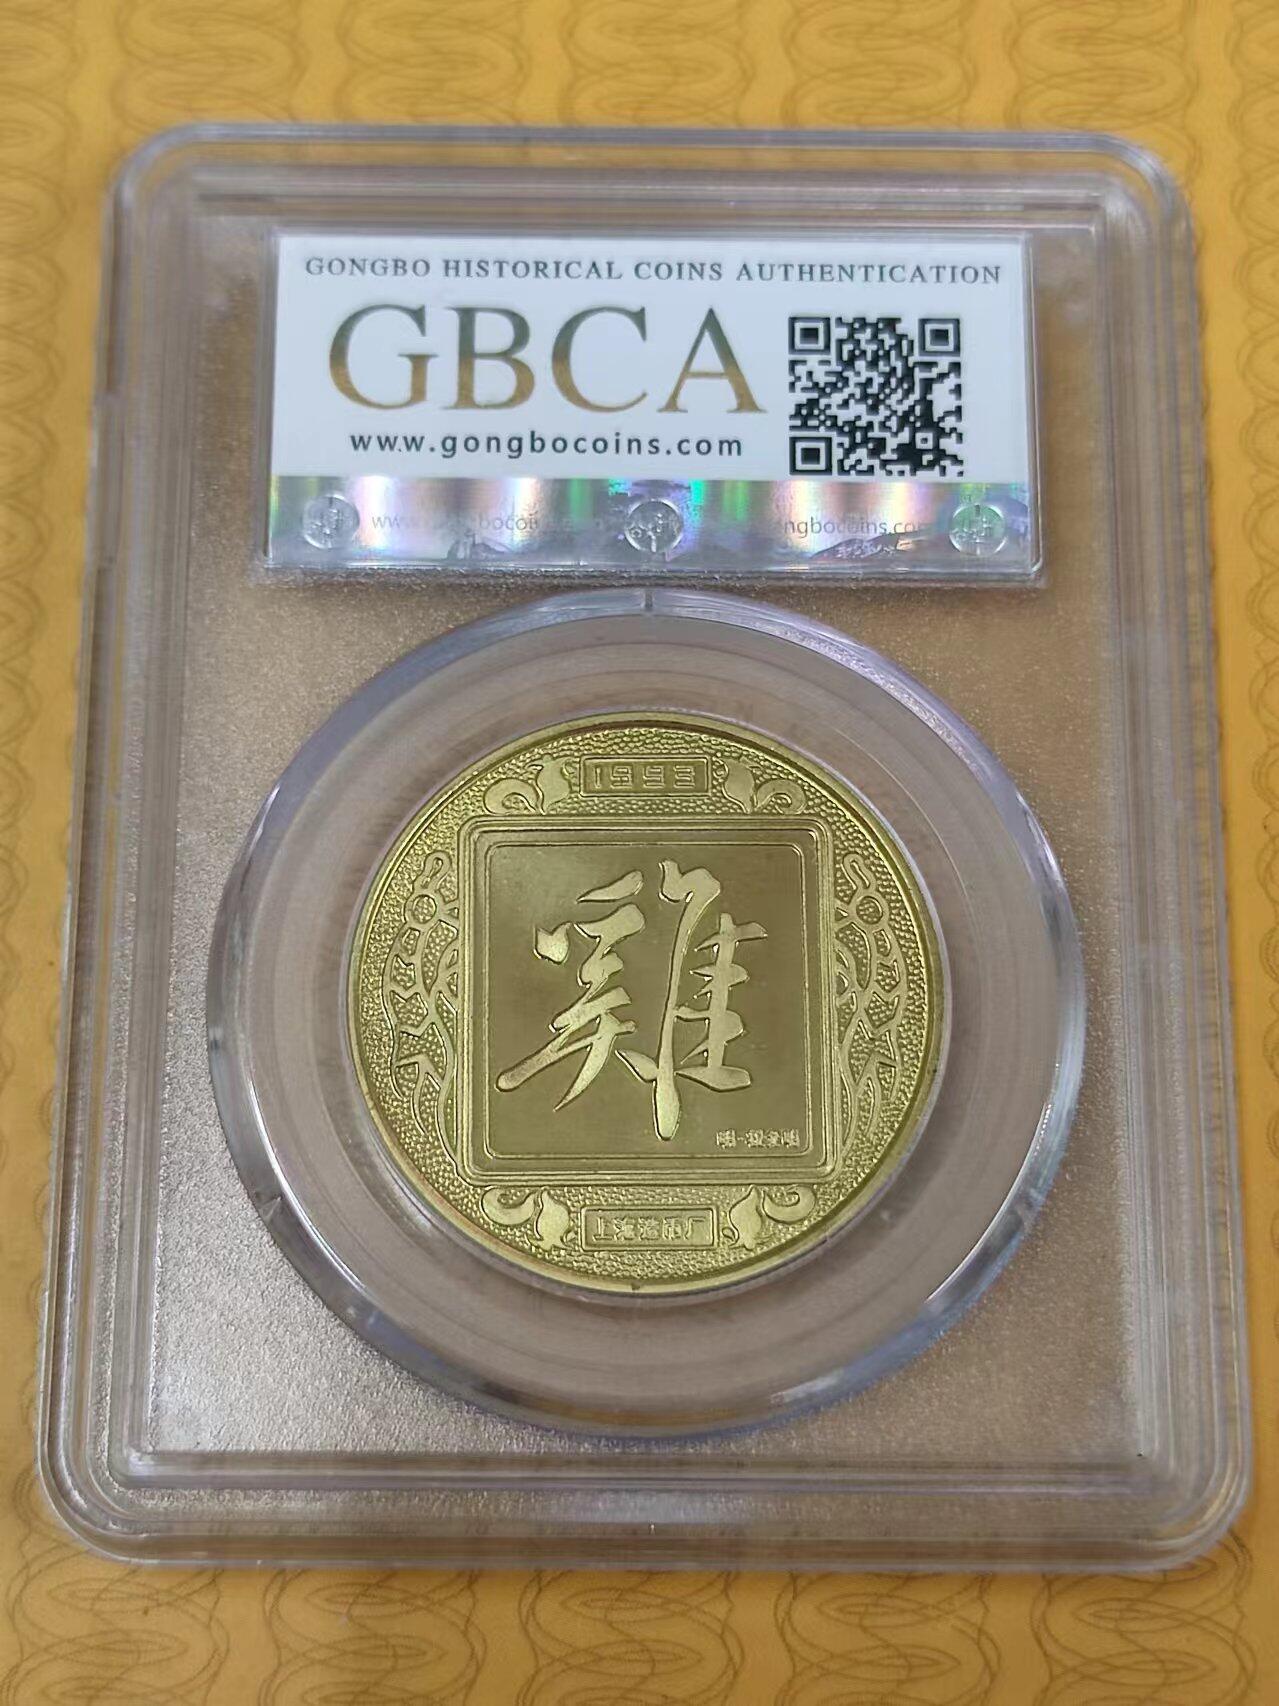 GONGBO HISTORICAL COINS AUTHENTICATION
GBCA
www.gongbocoins.com
1993
雞
上海造币厂